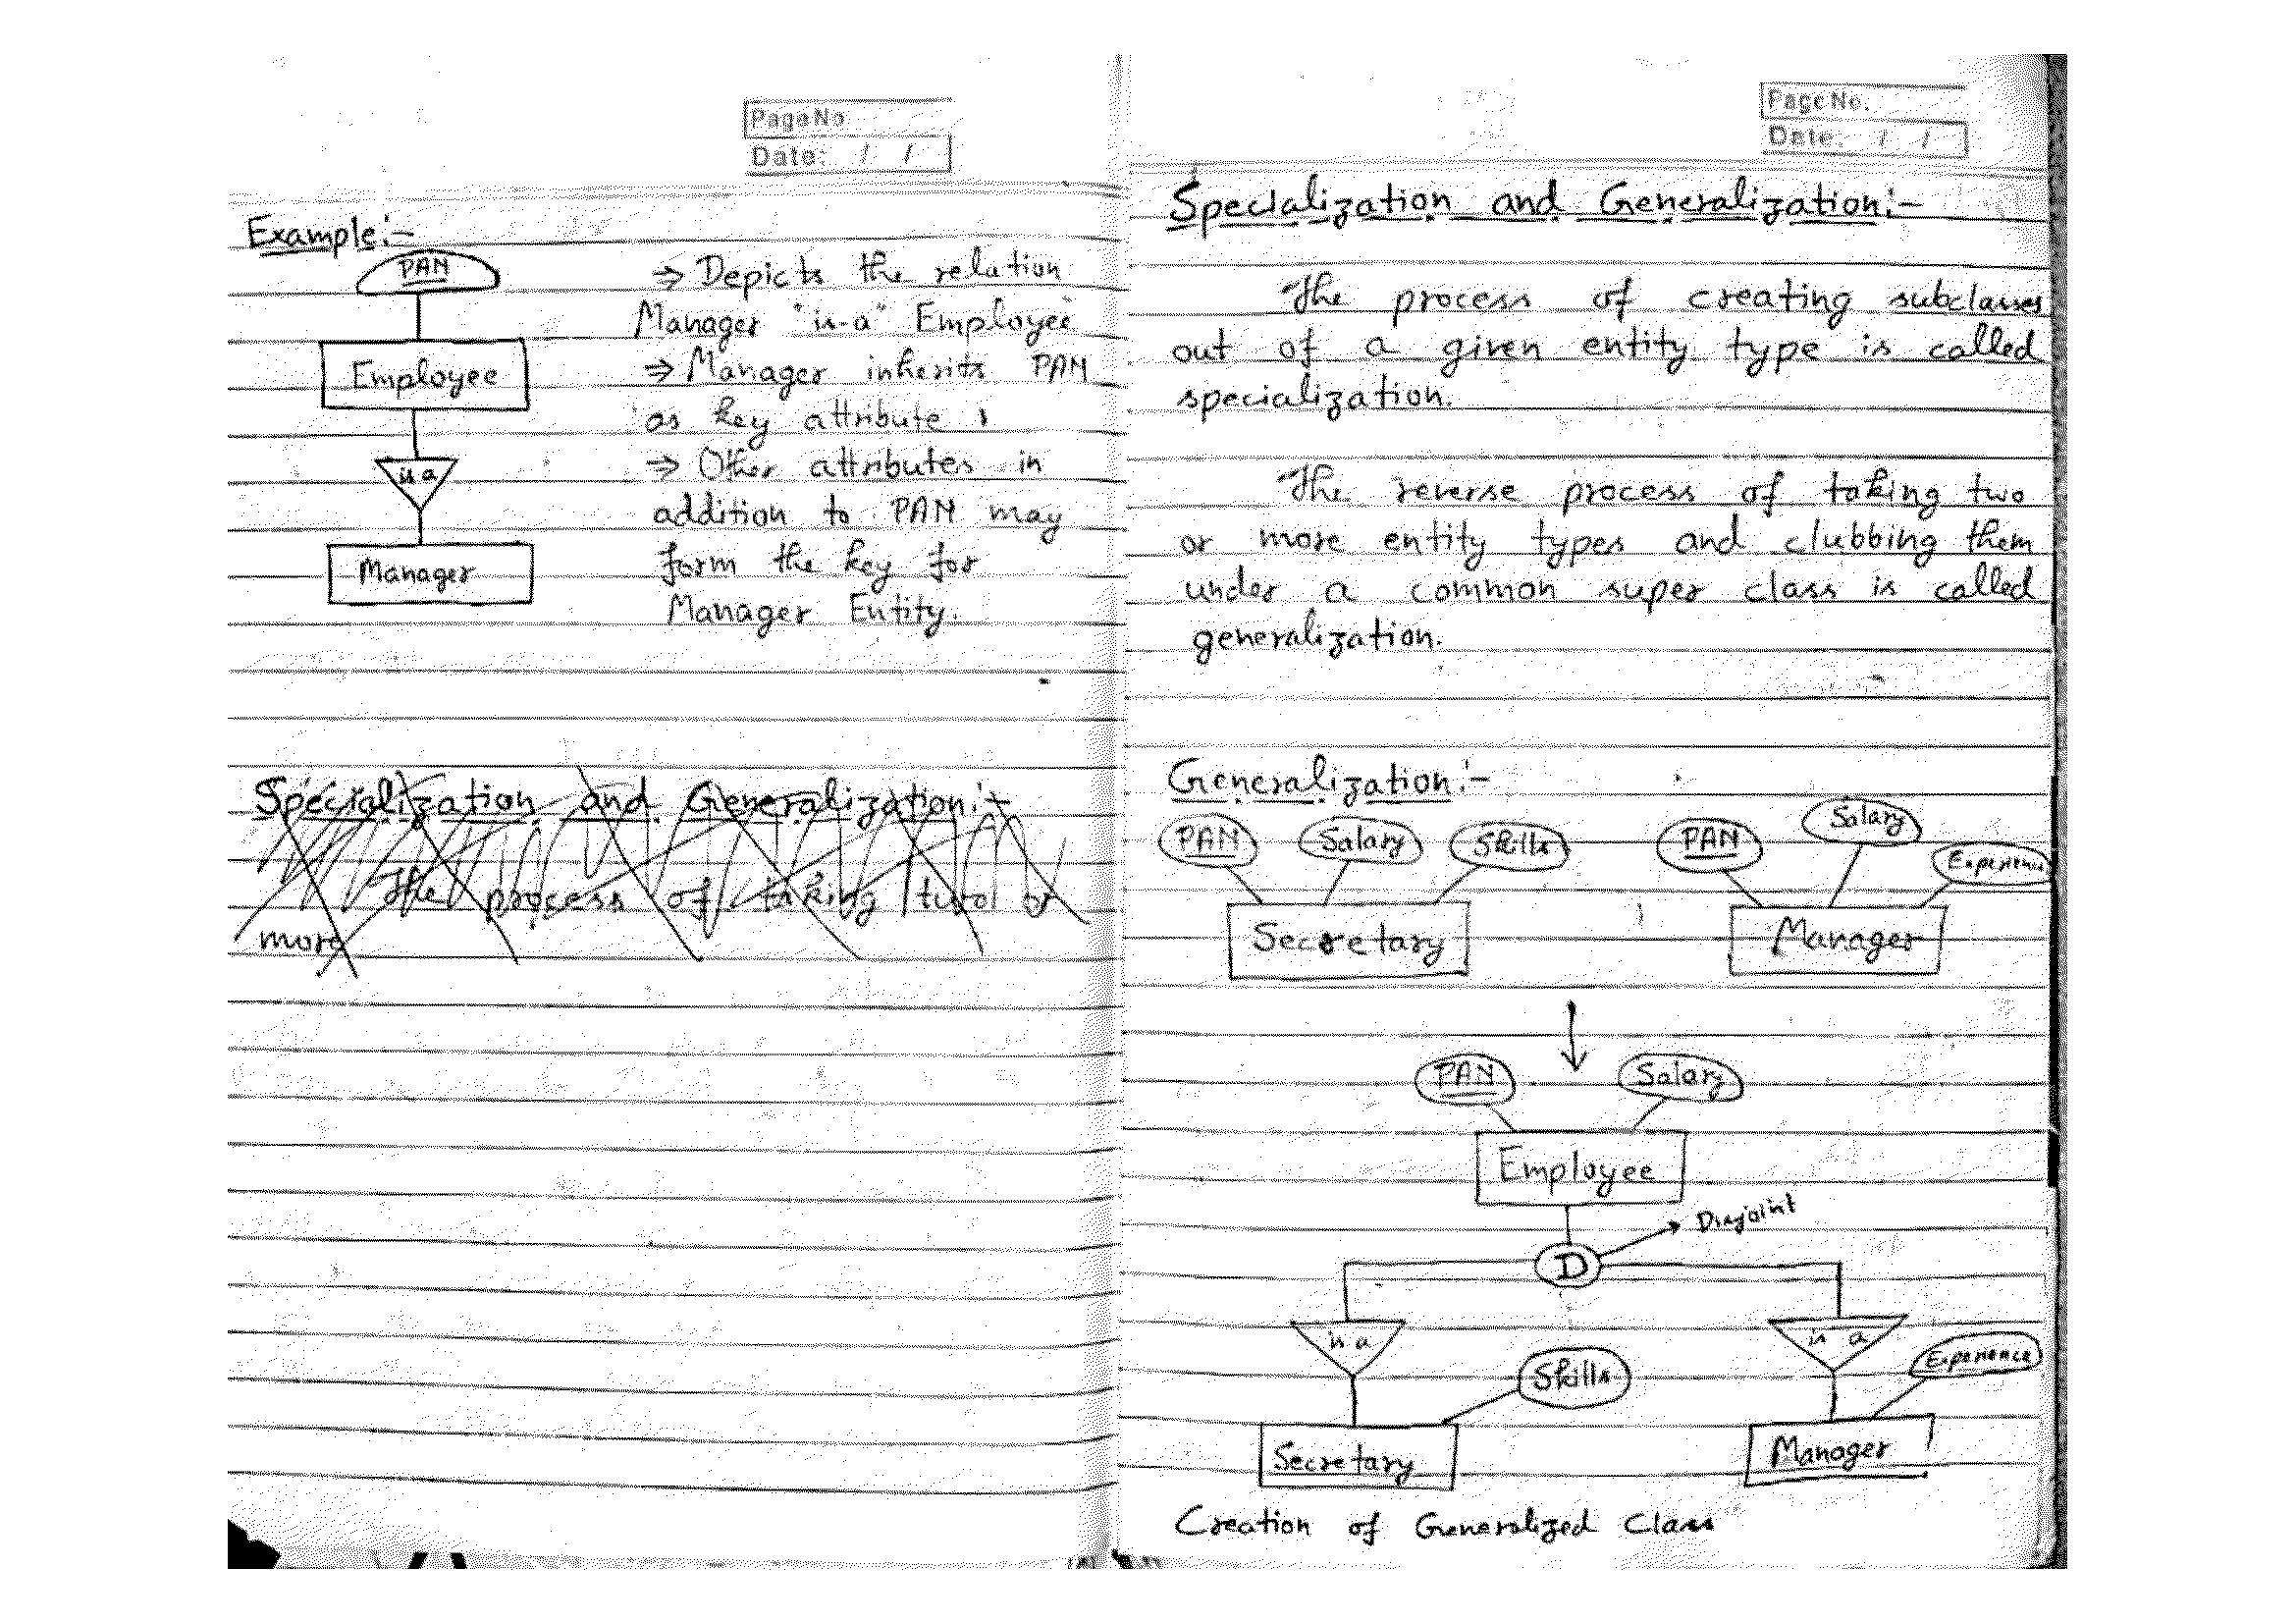 Page No
Date: / /
Example:-
PAN
Employee
is a
Manager
⇒ Depicts the relation
Manager "is-a" Employee"
⇒ Manager inherits PAN
as key attribute
⇒ Other attributes in
addition to PAN may
form the key for
Manager Entity.
Specialization and Generalization:-
The process of taking two or
more
Page No.
Date: / /
Specialization and Generalization:-
The process of creating subclasses
out of a given entity type is called
specialization.
The reverse process of taking two
or more entity types and clubbing them
under a common super class is called
generalization.
Generalization:-
PAN Salary Skills PAN Salary Experience
Secretary Manager
PAN Salary
Employee
Disjoint
D
is a is a
Skills Experience
Secretary Manager
Creation of Generalized Class